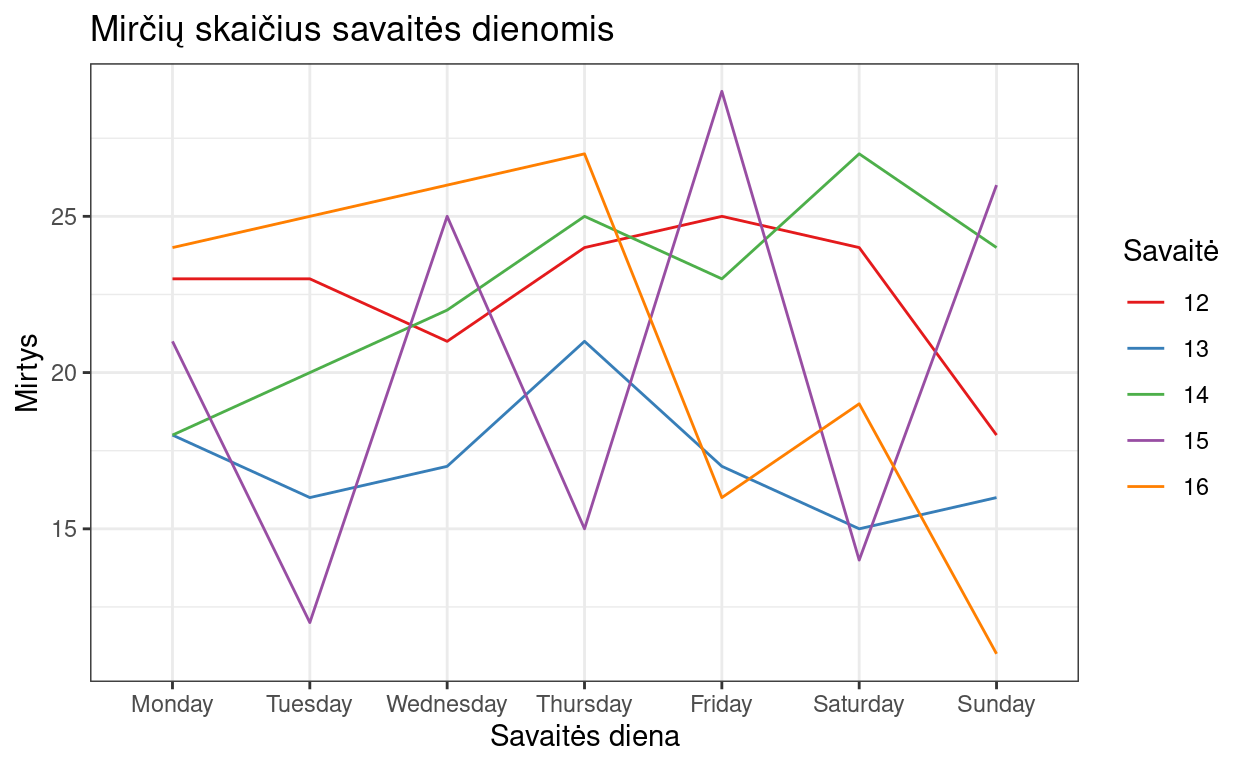 Mirčių skaičius savaitės dienomis
Mirtys
25
20
15
Monday Tuesday Wednesday Thursday Friday Saturday Sunday
Savaitės diena
Savaitė
12
13
14
15
16